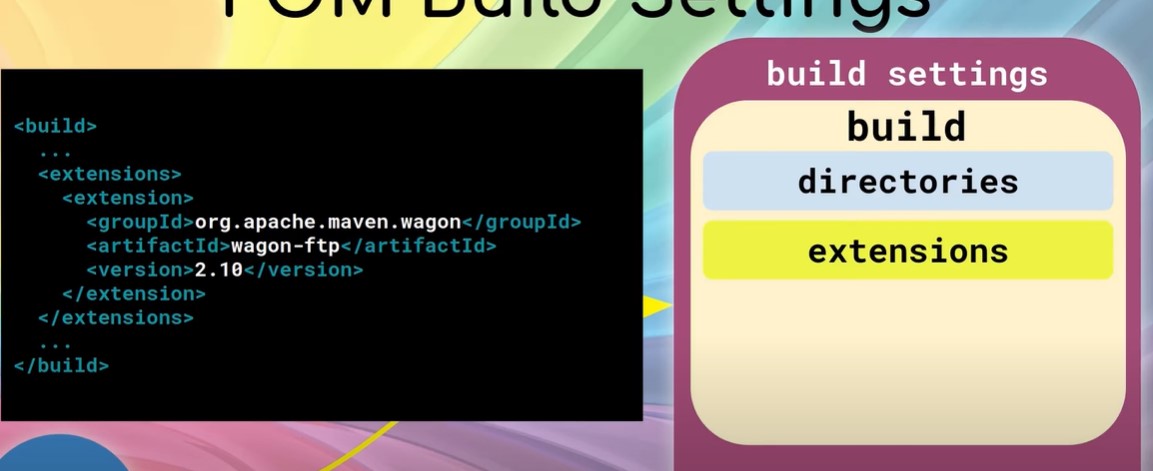 POM Build Settings
<build>
...
<extensions>
<extension>
<groupId>org.apache.maven.wagon</groupId>
<artifactId>wagon-ftp</artifactId>
<version>2.10</version>
</extension>
</extensions>
...
</build>
build settings
build
directories
extensions